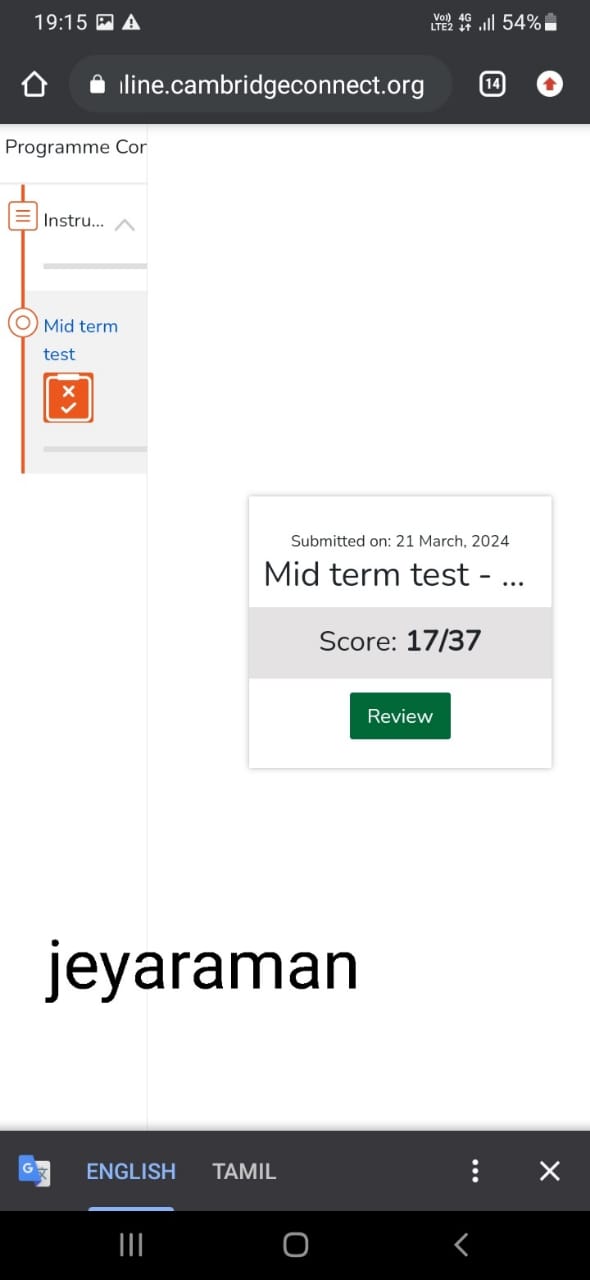 19:15
Vo)) 4G
LTE2 54%
14
line.cambridgeconnect.org
Programme Cor
Instru...
Mid term
test
Submitted on: 21 March, 2024
Mid term test - ...
Score: 17/37
Review
jeyaraman
ENGLISH TAMIL